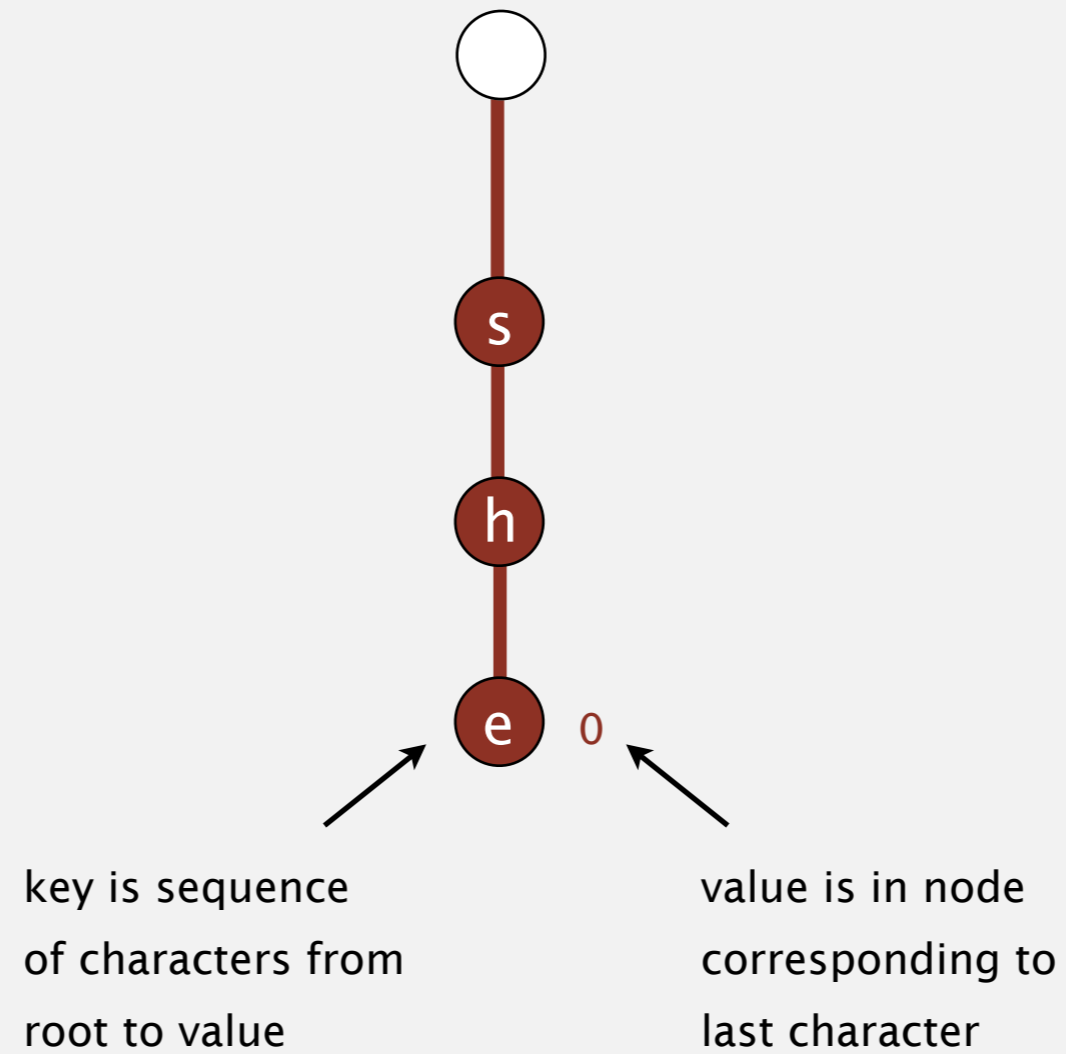 s
h
e 0
key is sequence
of characters from
root to value
value is in node
corresponding to
last character